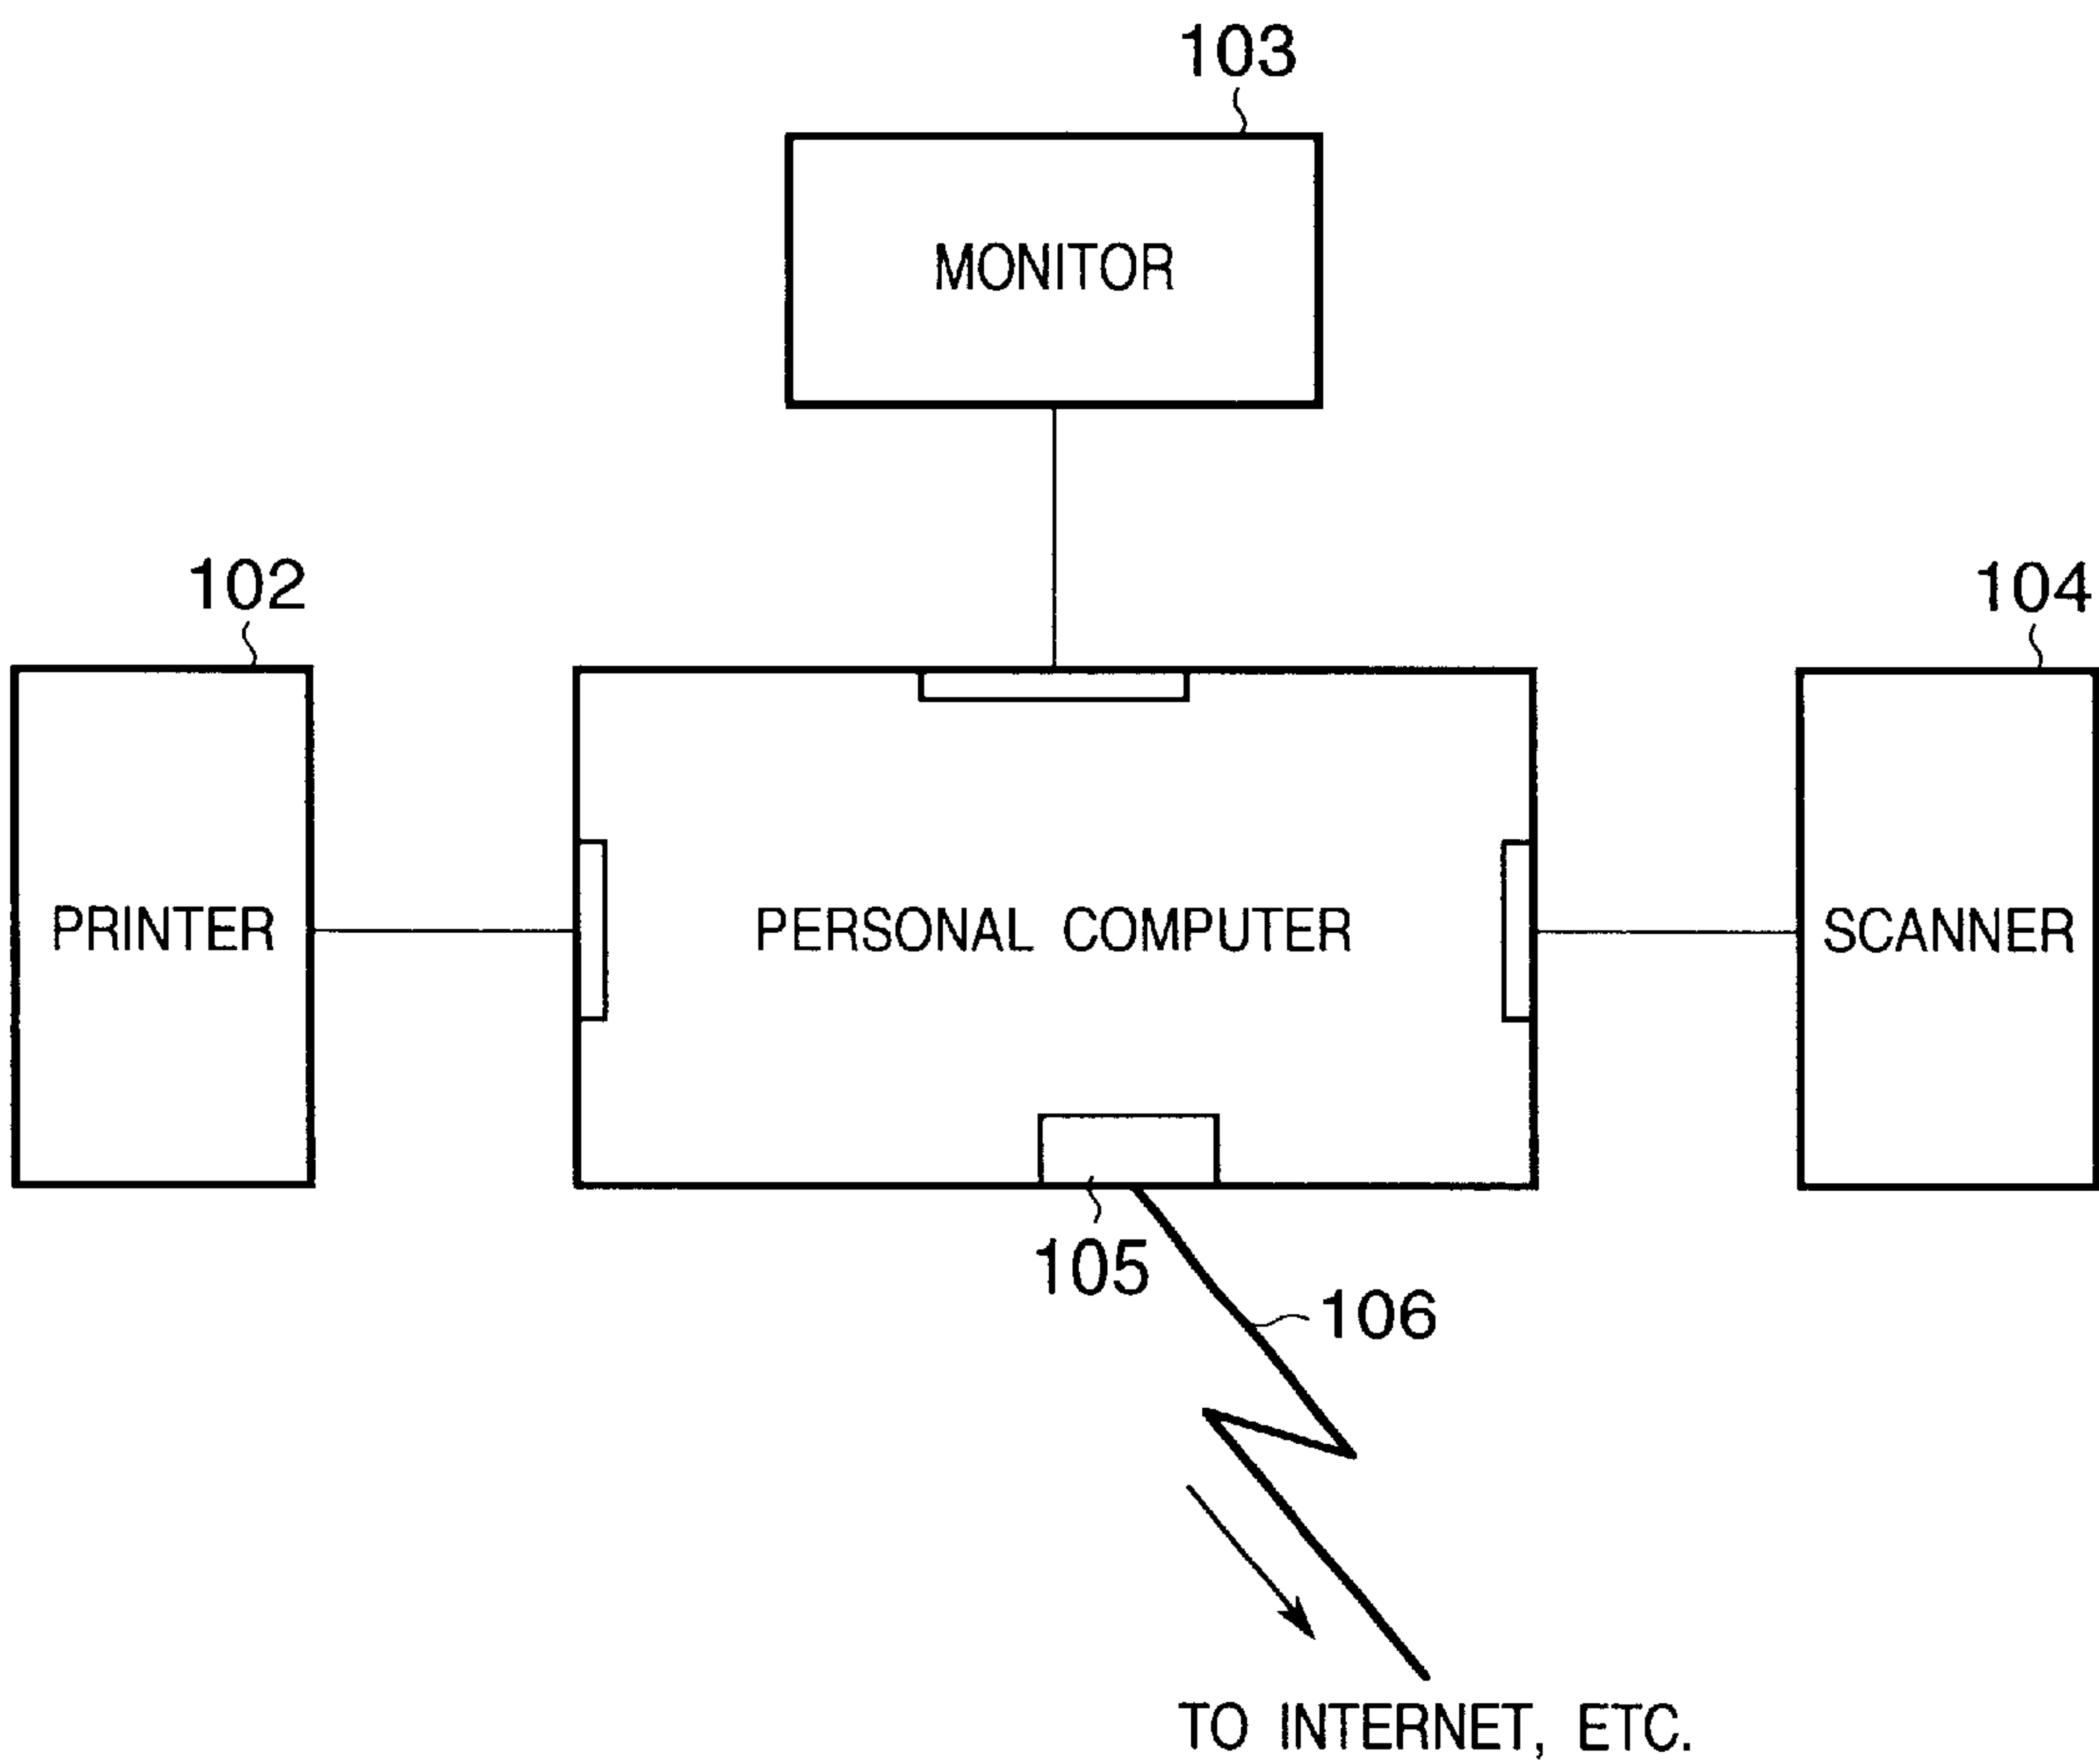 103
MONITOR
102
104
PRINTER
PERSONAL COMPUTER
SCANNER
105
106
TO INTERNET, ETC.